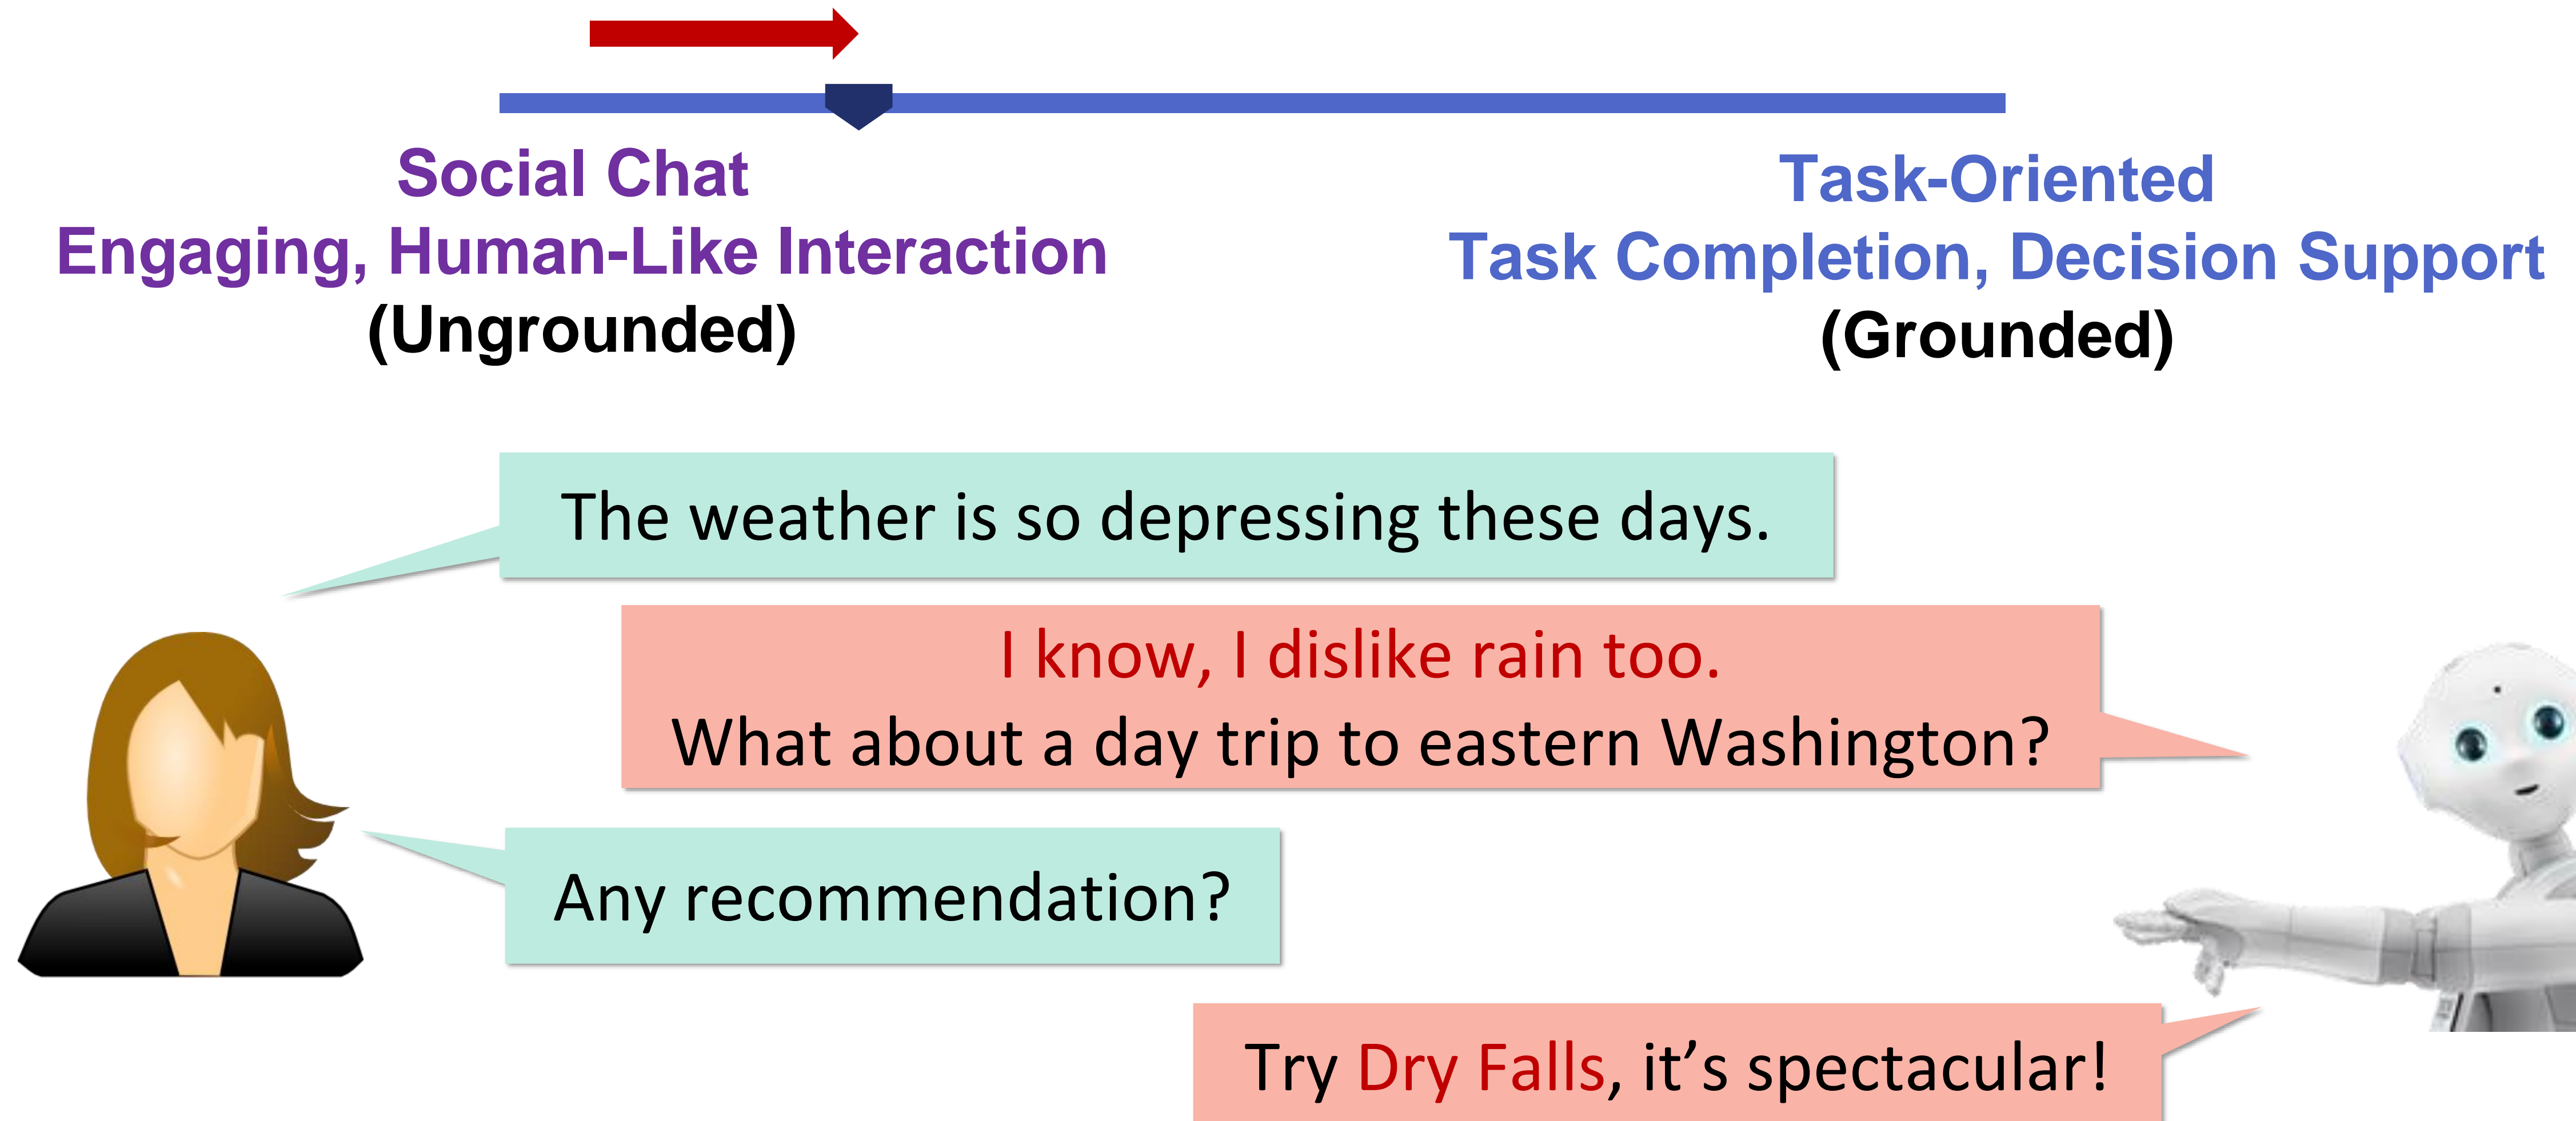 Social Chat
Engaging, Human-Like Interaction
(Ungrounded)
Task-Oriented
Task Completion, Decision Support
(Grounded)
The weather is so depressing these days.
I know, I dislike rain too.
What about a day trip to eastern Washington?
Any recommendation?
Try Dry Falls, it’s spectacular!